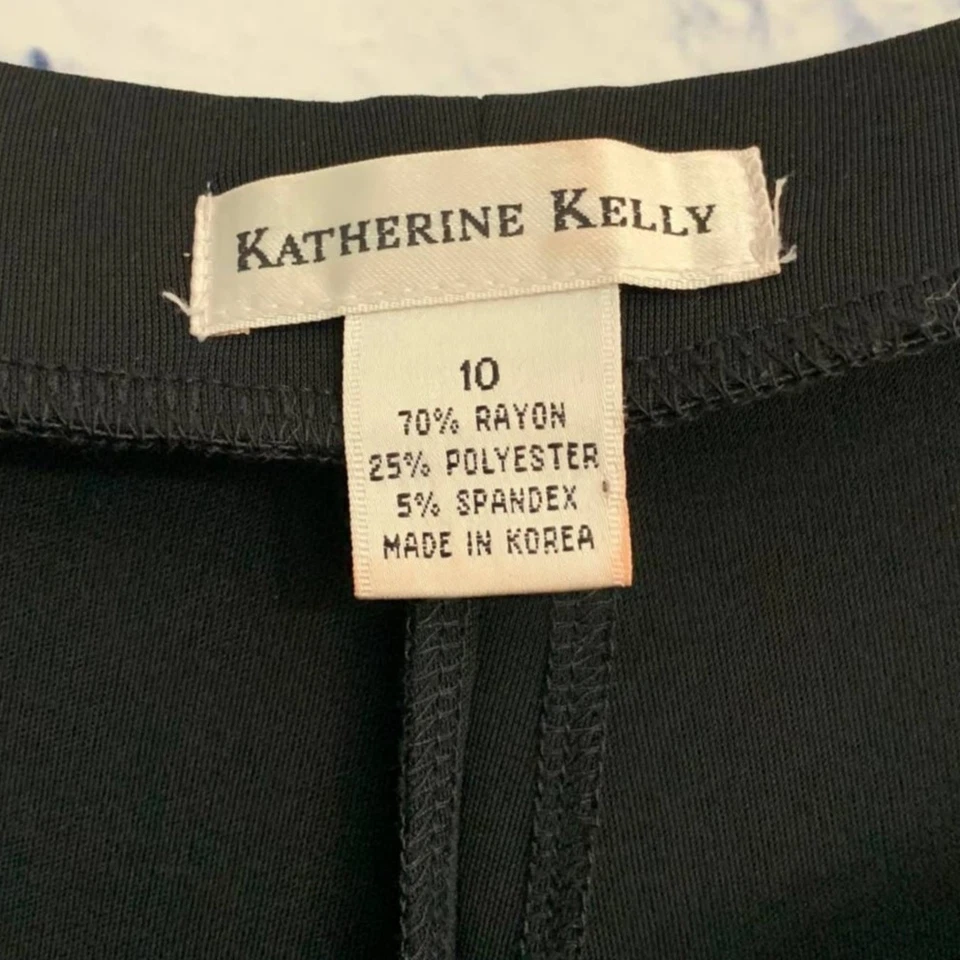 KATHERINE KELLY
10
70% RAYON
25% POLYESTER
5% SPANDEX
MADE IN KOREA